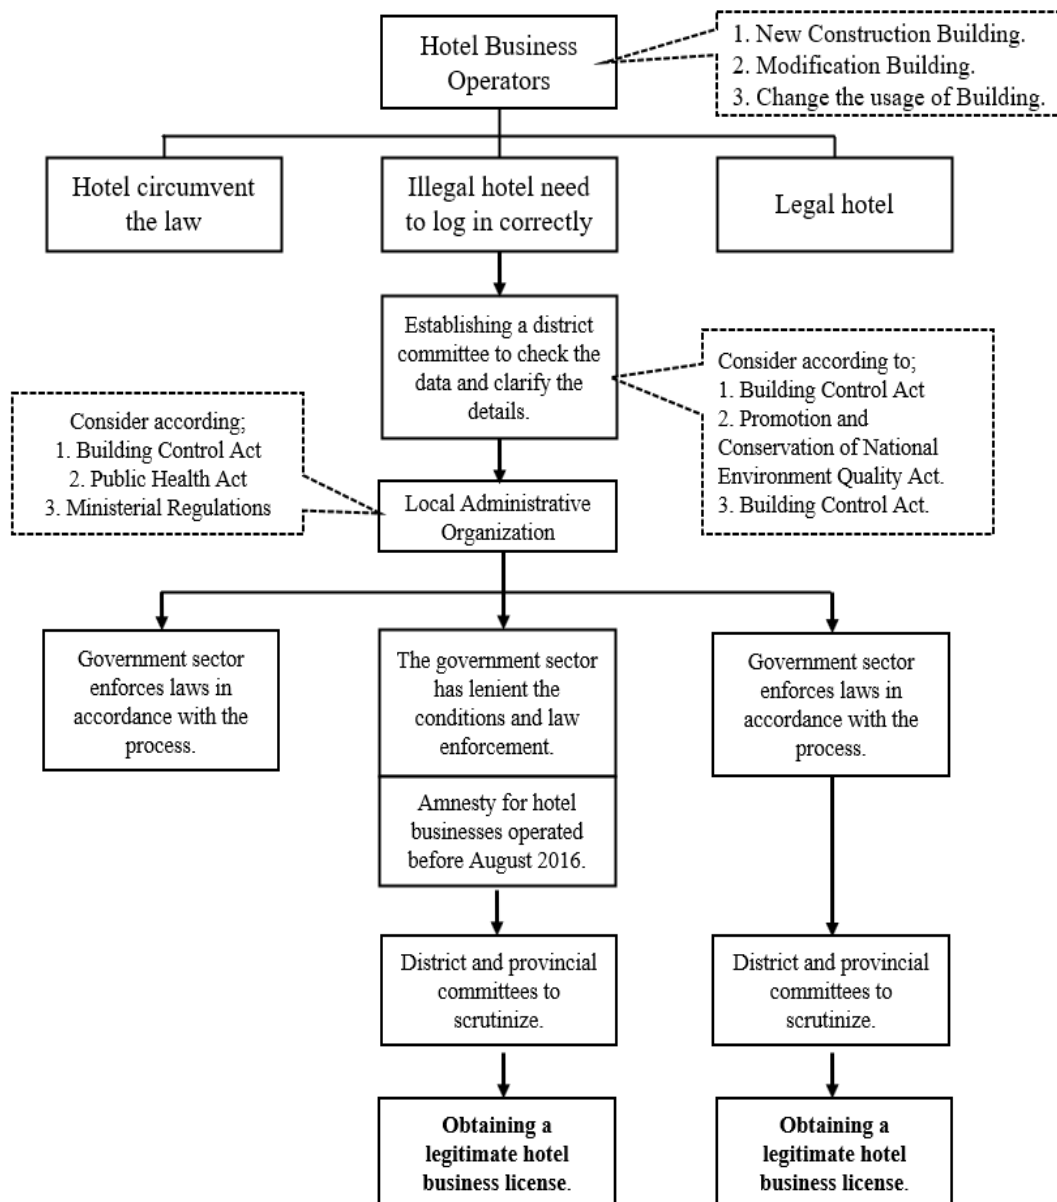 Hotel Business
Operators
1. New Construction Building.
2. Modification Building.
3. Change the usage of Building.
Hotel circumvent
the law
Illegal hotel need
to log in correctly
Legal hotel
Establishing a district
committee to check the
data and clarify the
details.
Consider according to;
1. Building Control Act
2. Promotion and
Conservation of National
Environment Quality Act.
3. Building Control Act.
Consider according;
1. Building Control Act
2. Public Health Act
3. Ministerial Regulations
Local Administrative
Organization
Government sector
enforces laws in
accordance with the
process.
The government sector
has lenient the
conditions and law
enforcement.
Government sector
enforces laws in
accordance with the
process.
Amnesty for hotel
businesses operated
before August 2016.
District and provincial
committees to
scrutinize.
District and provincial
committees to
scrutinize.
Obtaining a
legitimate hotel
business license.
Obtaining a
legitimate hotel
business license.